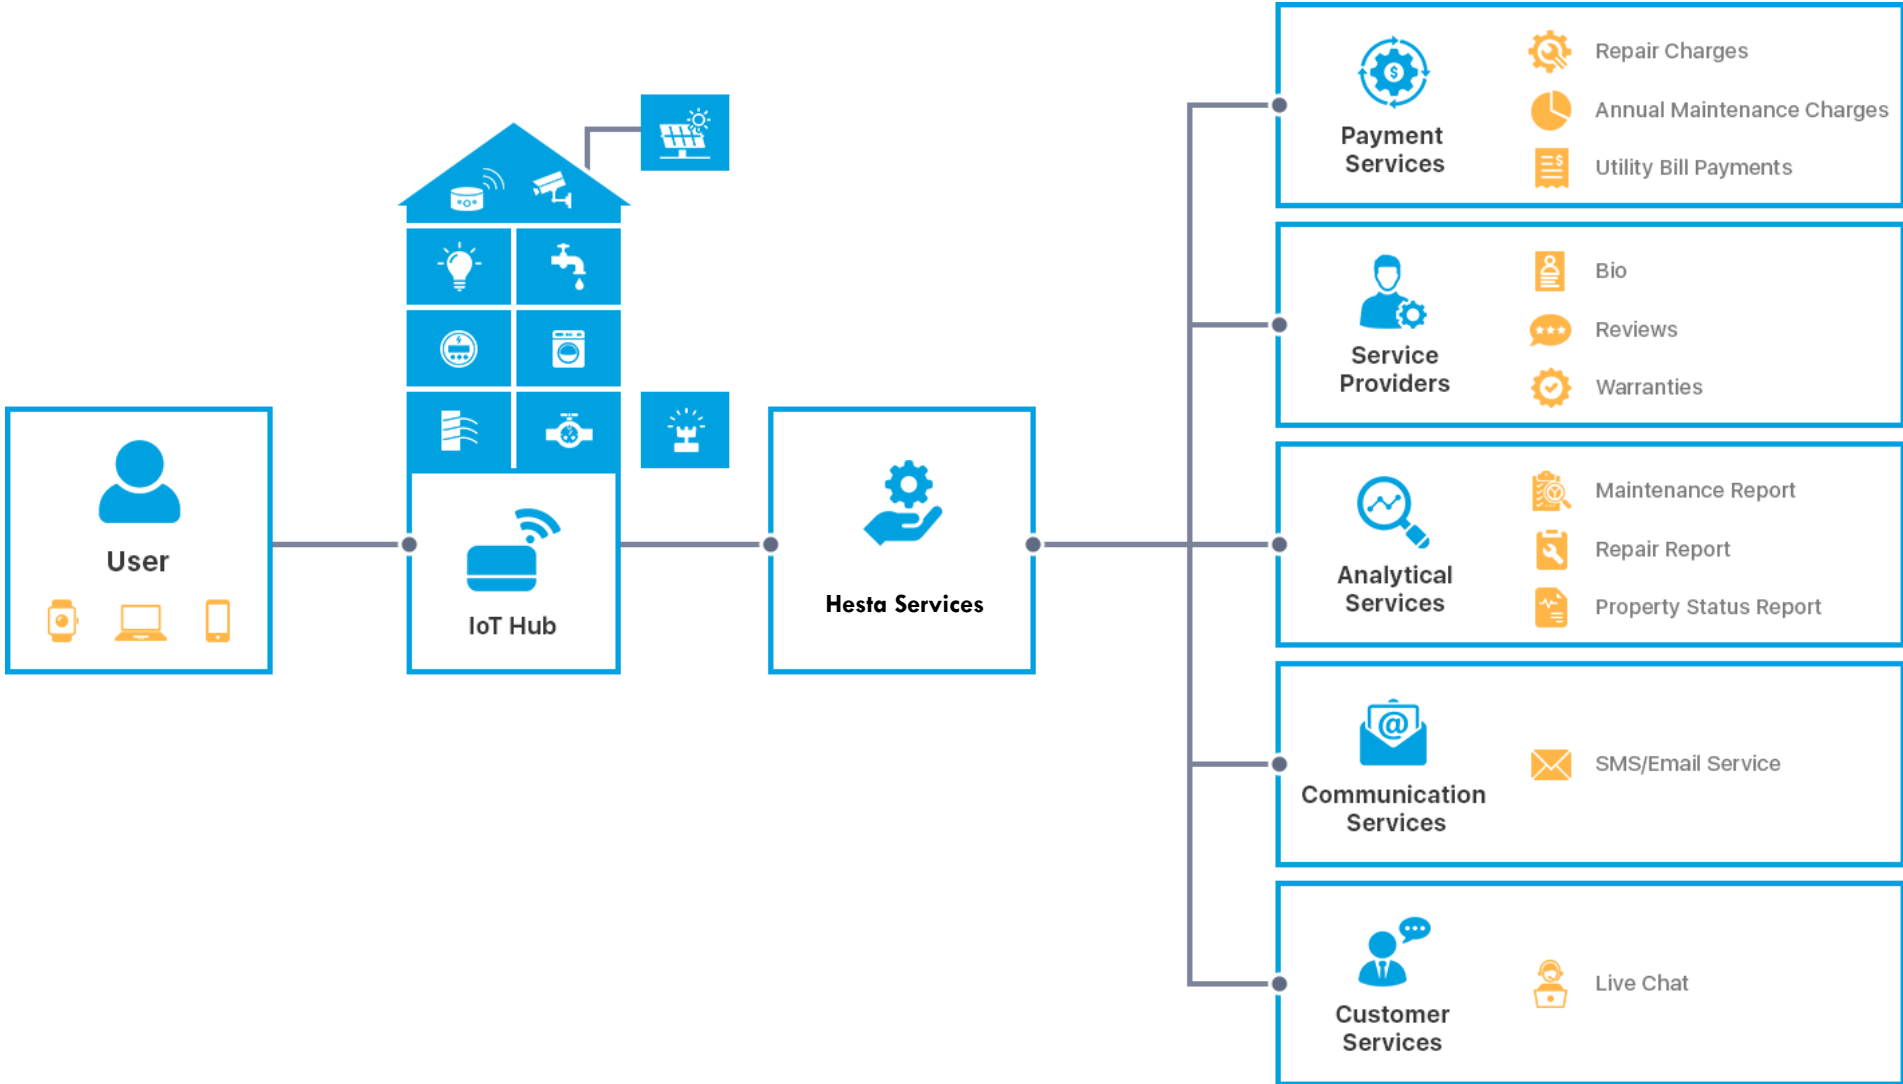 User
IoT Hub
Hesta Services
Payment
Services
Repair Charges
Annual Maintenance Charges
Utility Bill Payments
Service
Providers
Bio
Reviews
Warranties
Analytical
Services
Maintenance Report
Repair Report
Property Status Report
Communication
Services
SMS/Email Service
Customer
Services
Live Chat